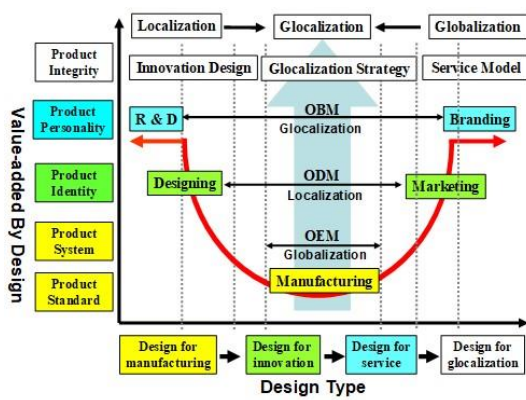 Localization
Glocalization
Globalization
Product
Integrity
Innovation Design
Glocalization Strategy
Service Model
Product
Personality
R & D
OBM
Glocalization
Branding
Product
Identity
Designing
ODM
Localization
Marketing
Product
System
OEM
Globalization
Product
Standard
Manufacturing
Value-added By Design
Design for
manufacturing
Design for
innovation
Design for
service
Design for
glocalization
Design Type